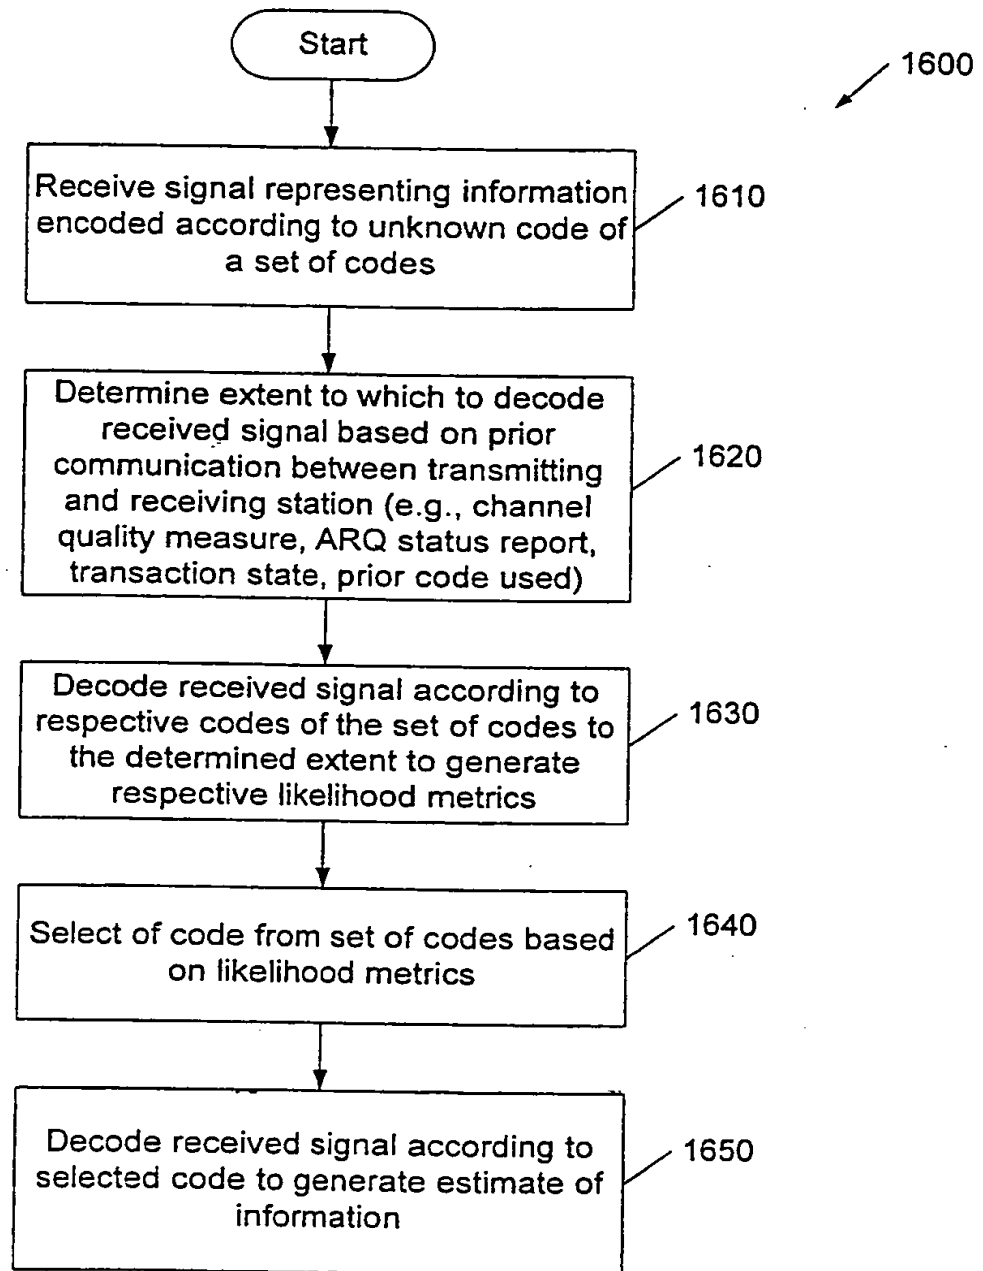 Start
1600
Receive signal representing information
encoded according to unknown code of
a set of codes
1610
Determine extent to which to decode
received signal based on prior
communication between transmitting
and receiving station (e.g., channel
quality measure, ARQ status report,
transaction state, prior code used)
1620
Decode received signal according to
respective codes of the set of codes to
the determined extent to generate
respective likelihood metrics
1630
Select of code from set of codes based
on likelihood metrics
1640
Decode received signal according to
selected code to generate estimate of
information
1650